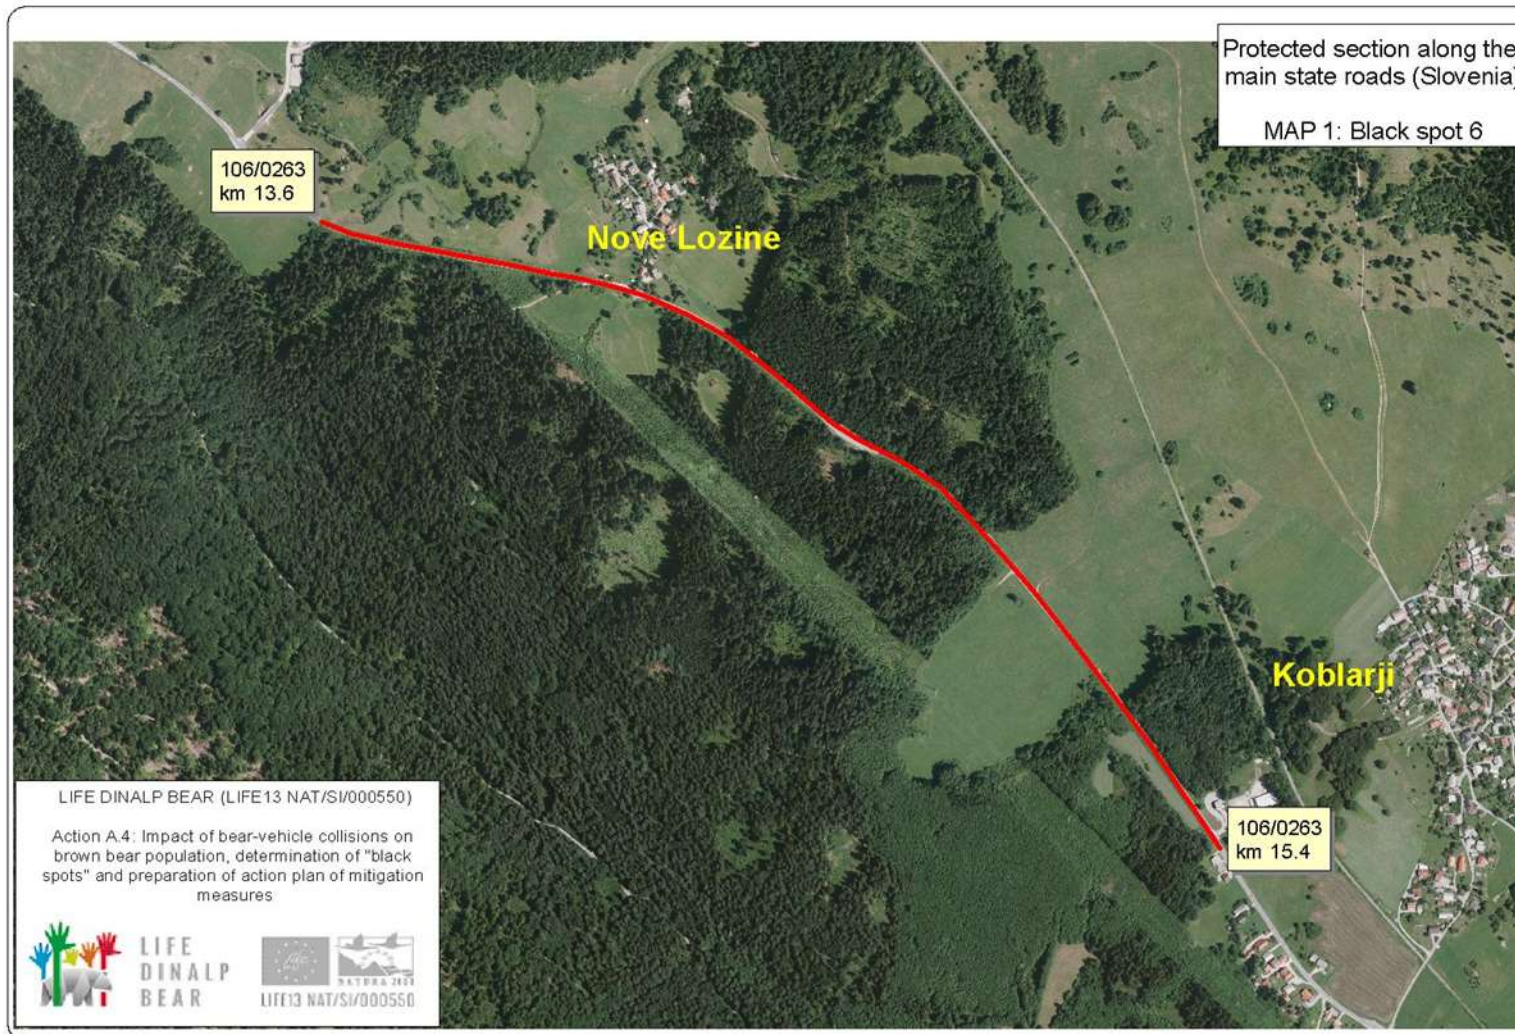 Protected section along the
main state roads (Slovenia)
MAP 1: Black spot 6
106/0263
km 13.6
Nove Lozine
Koblarji
106/0263
km 15.4
LIFE DINALP BEAR (LIFE13 NAT/SI/000550)
Action A.4: Impact of bear-vehicle collisions on
brown bear population, determination of "black
spots" and preparation of action plan of mitigation
measures
LIFE
DINALP
BEAR
NATURA 2000
LIFE13 NAT/SI/000550